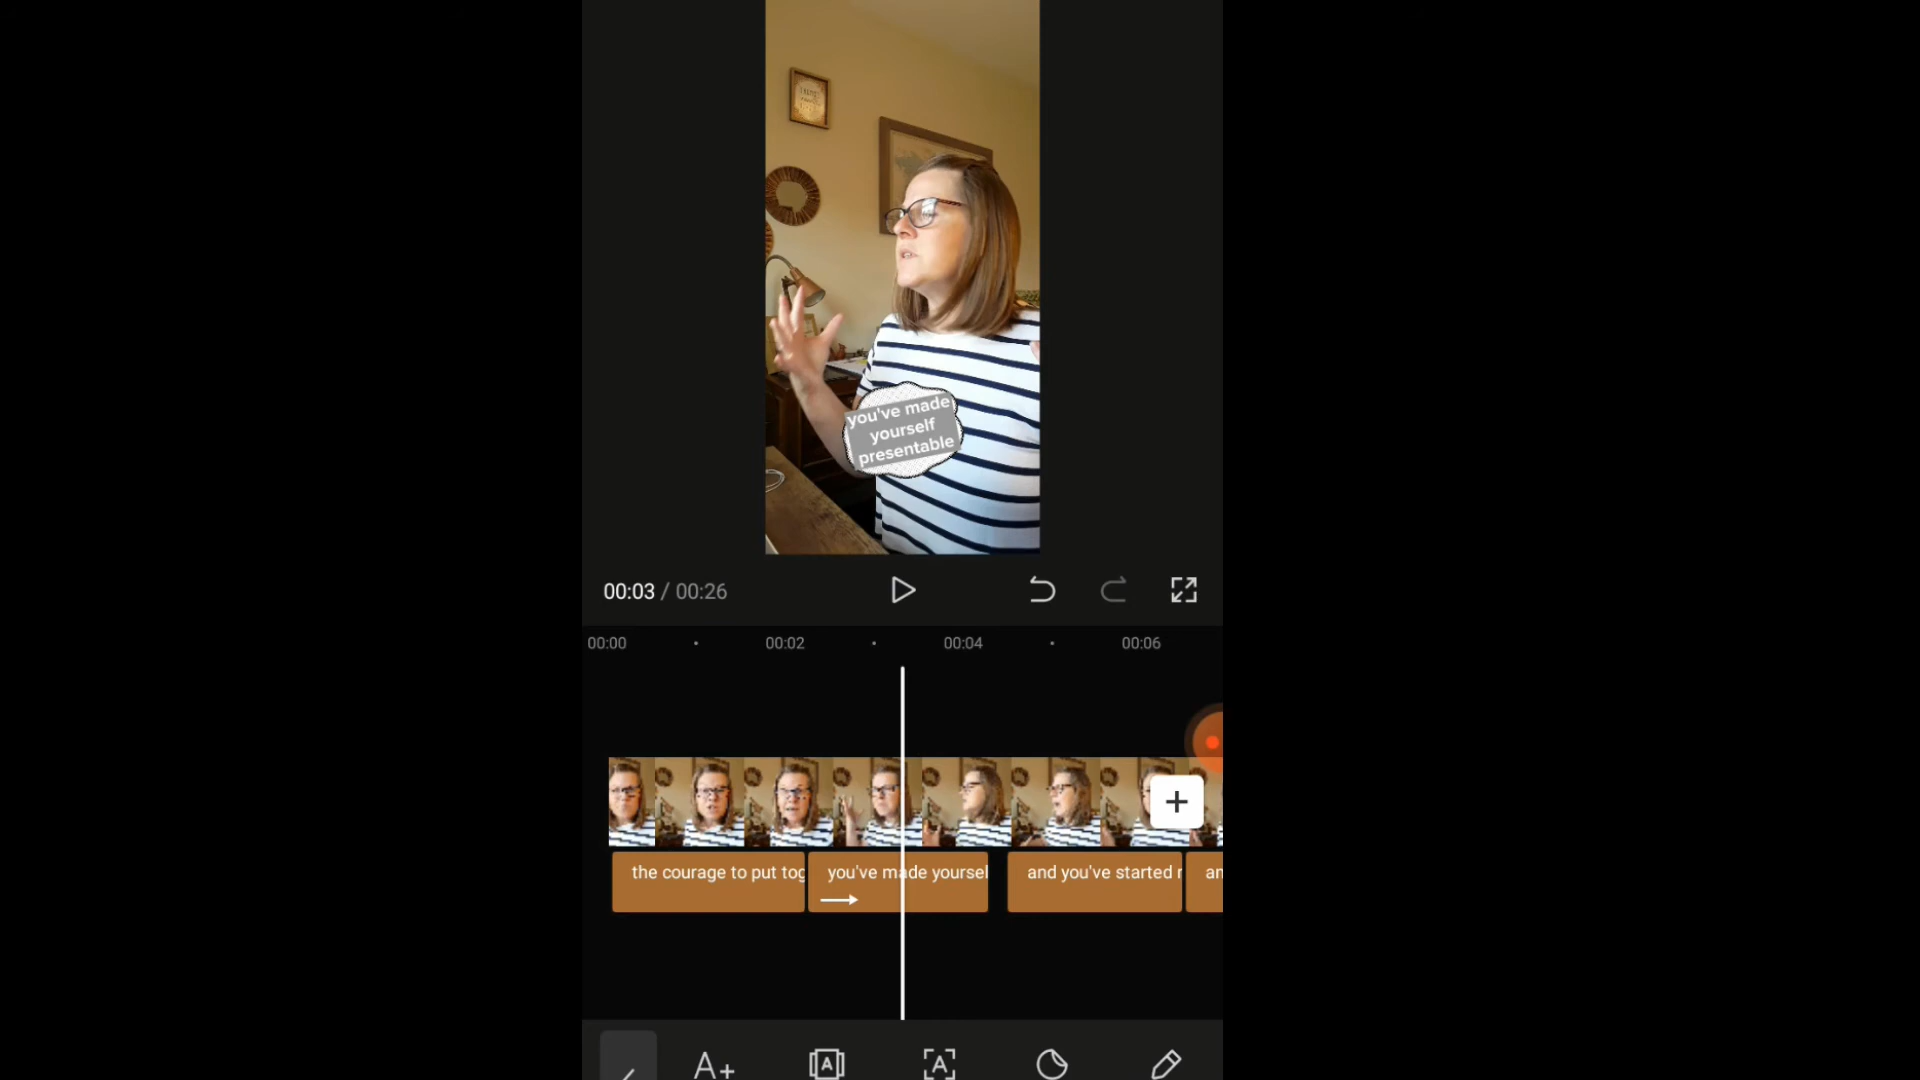 you've made
yourself
presentable
00:03 / 00:26
00:00
00:02
00:04
00:06
the courage to put tog
you've made yoursel
and you've started r
an
A+
A
A